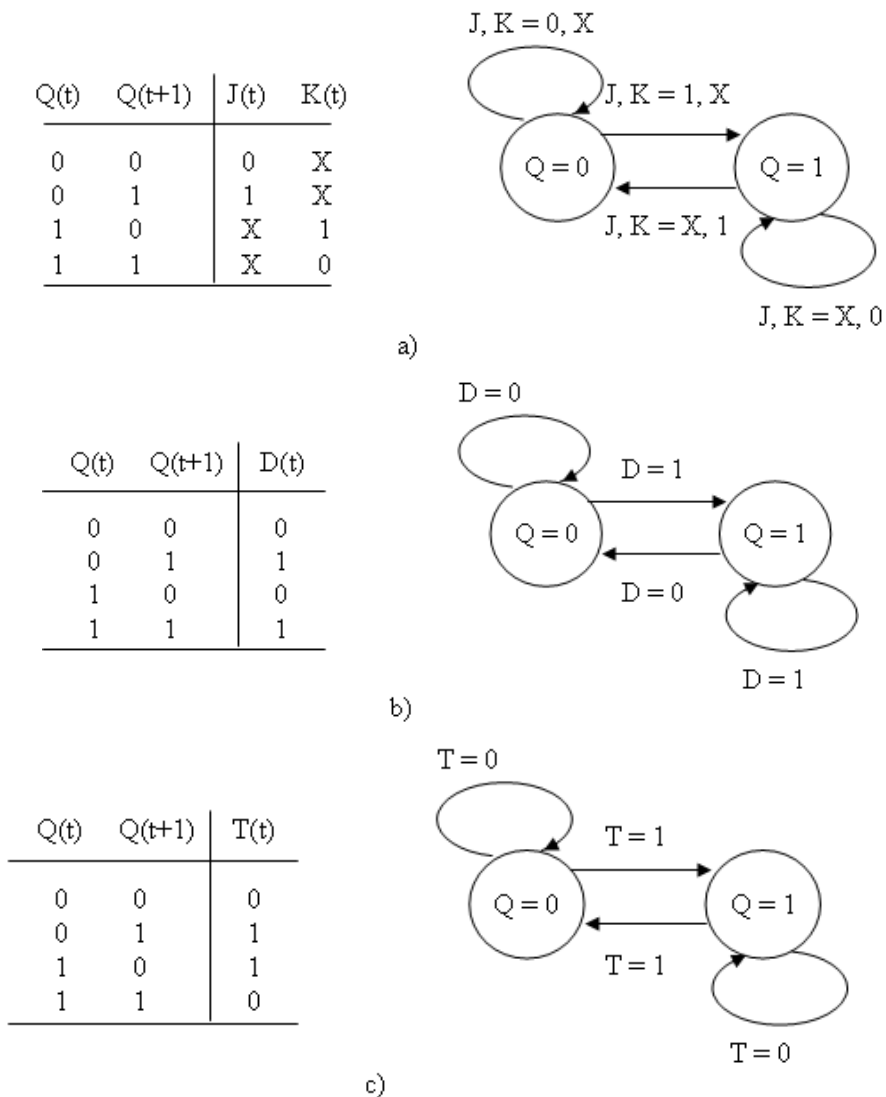 J, K = 0, X
Q(t) Q(t+1) J(t) K(t)
J, K = 1, X
0 0 0 X
0 1 1 X
1 0 X 1
1 1 X 0
Q = 0
Q = 1
J, K = X, 1
J, K = X, 0
a)
D = 0
Q(t) Q(t+1) D(t)
D = 1
0 0 0
0 1 1
1 0 0
1 1 1
Q = 0
Q = 1
D = 0
D = 1
b)
T = 0
Q(t) Q(t+1) T(t)
T = 1
0 0 0
0 1 1
1 0 1
1 1 0
Q = 0
Q = 1
T = 1
T = 0
c)